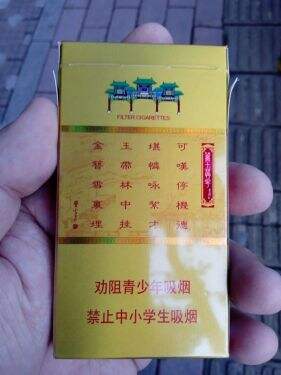 FILTER CIGARETTES
可嘆停機德
堪憐咏絮才
玉帶林中挂
金簪雪裏埋
劝阻青少年吸烟
禁止中小学生吸烟